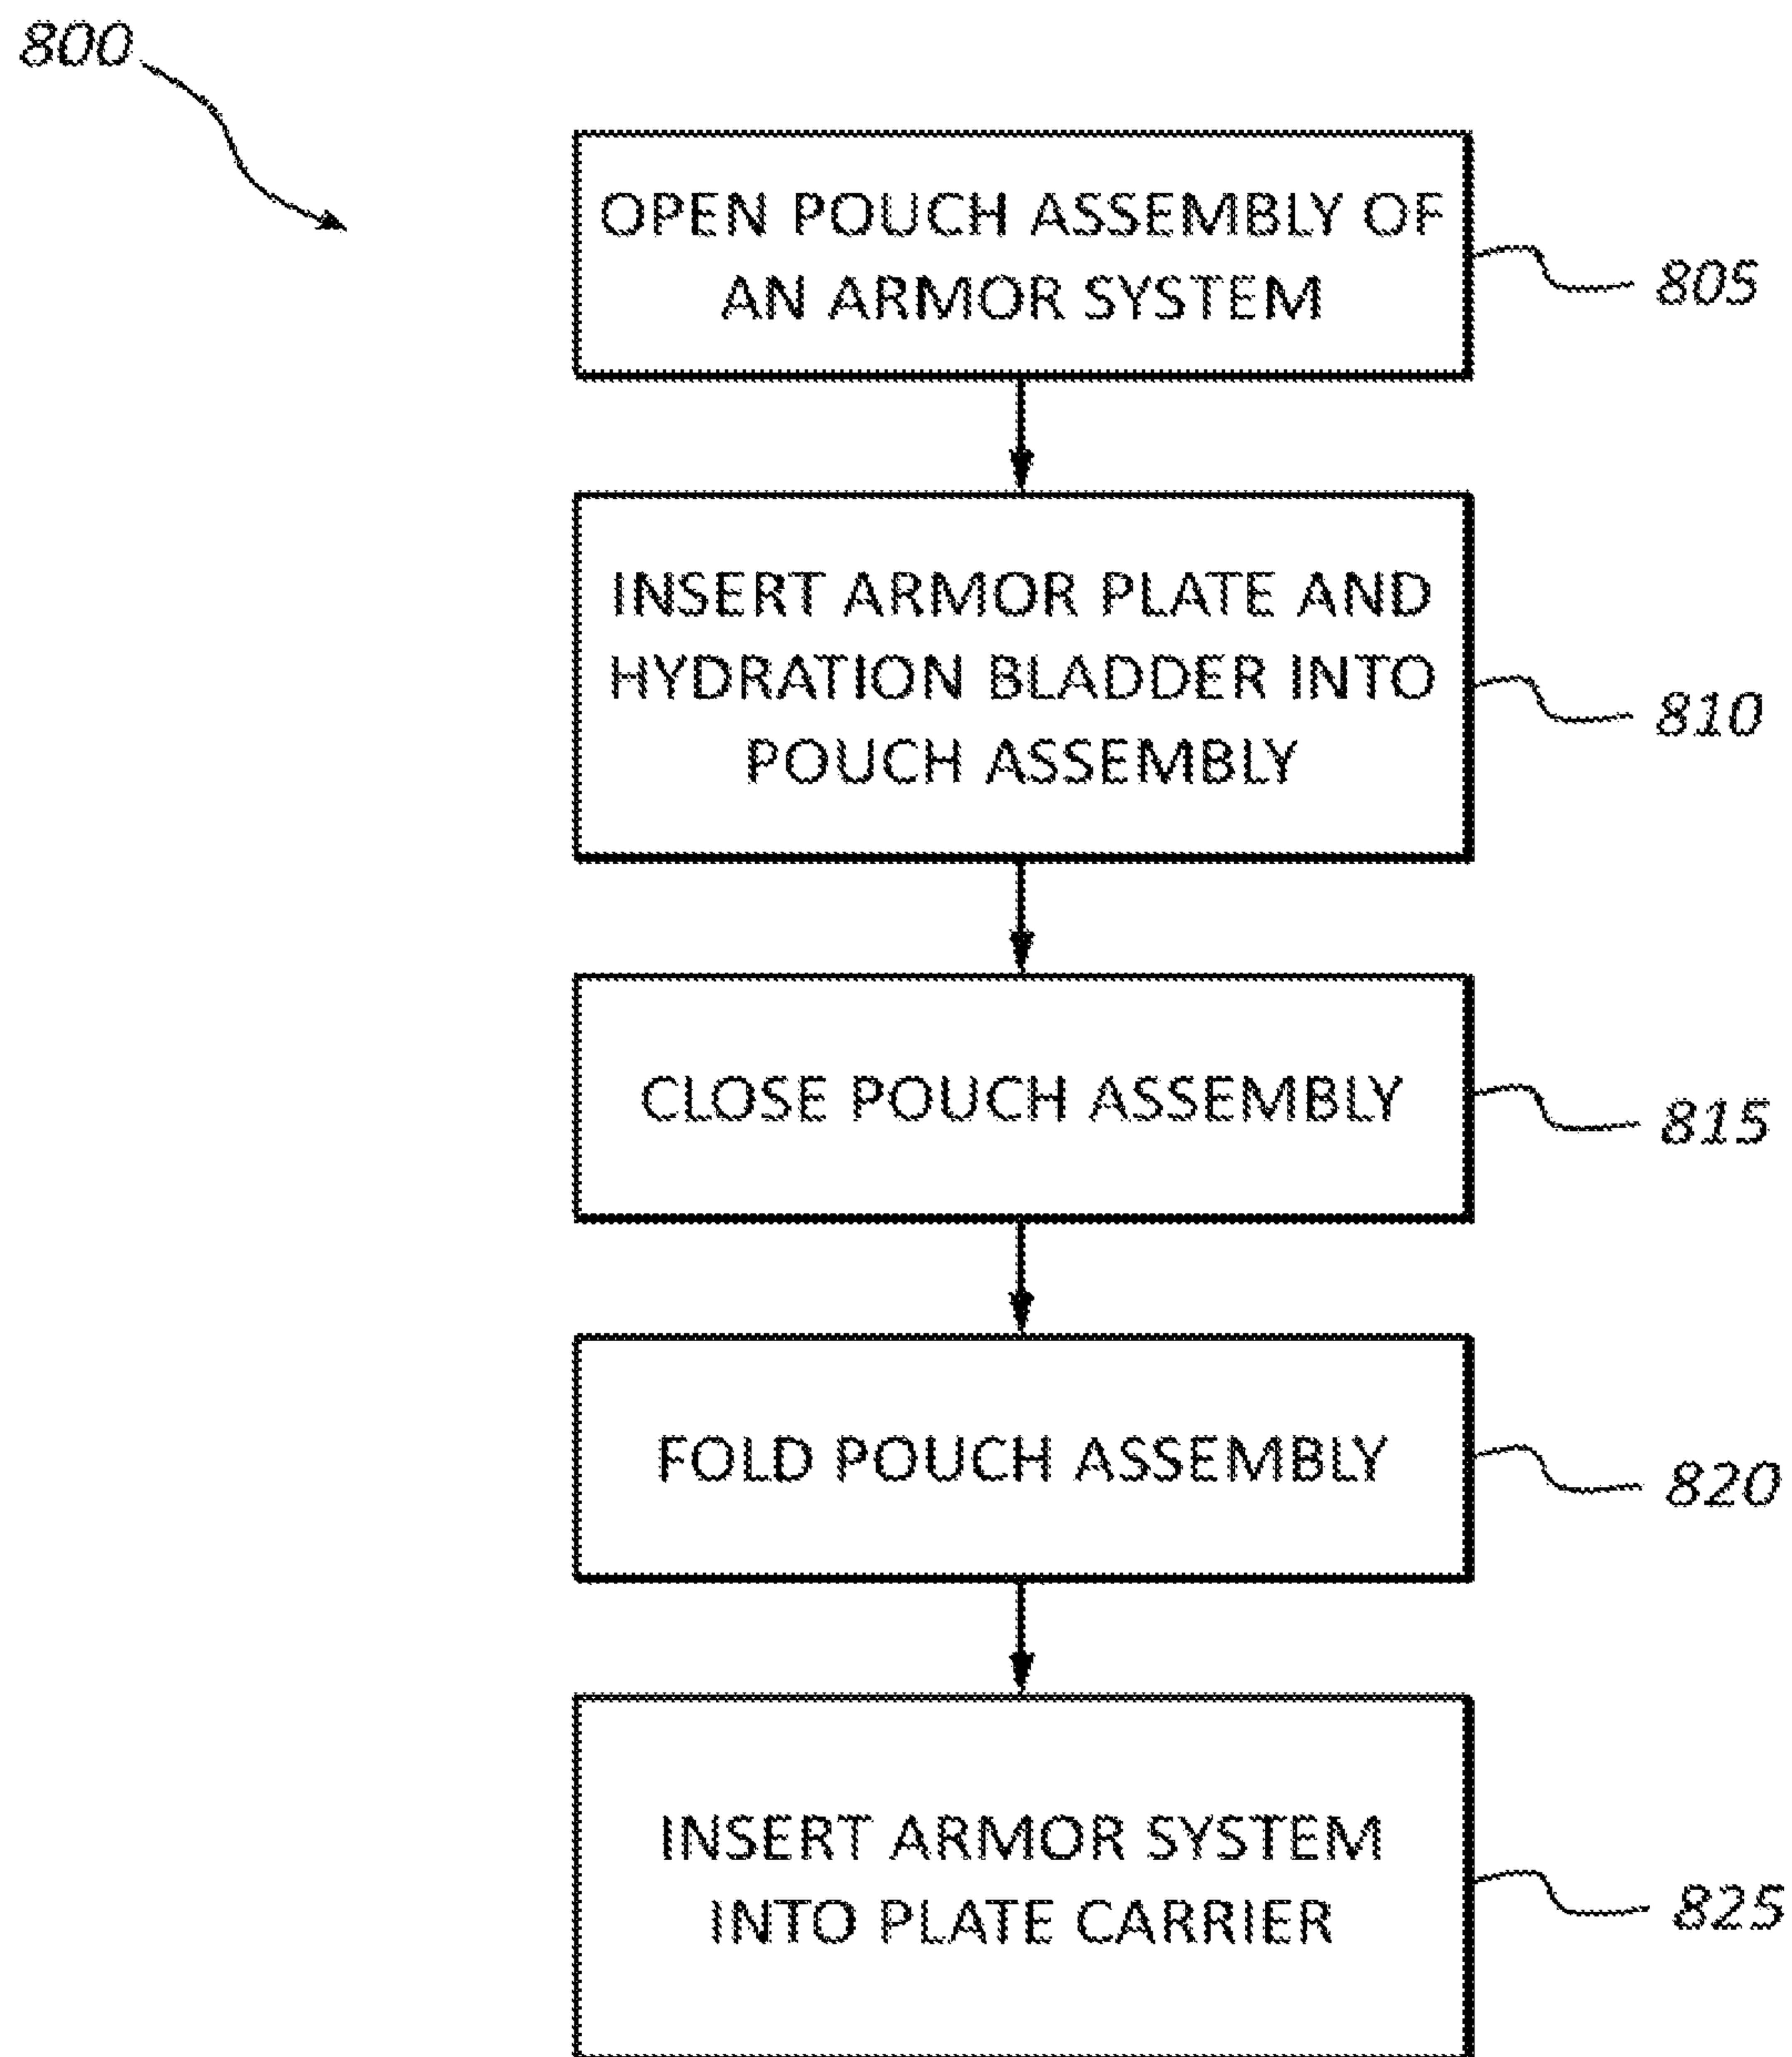 800
OPEN POUCH ASSEMBLY OF
AN ARMOR SYSTEM
805
INSERT ARMOR PLATE AND
HYDRATION BLADDER INTO
POUCH ASSEMBLY
810
CLOSE POUCH ASSEMBLY
815
FOLD POUCH ASSEMBLY
820
INSERT ARMOR SYSTEM
INTO PLATE CARRIER
825